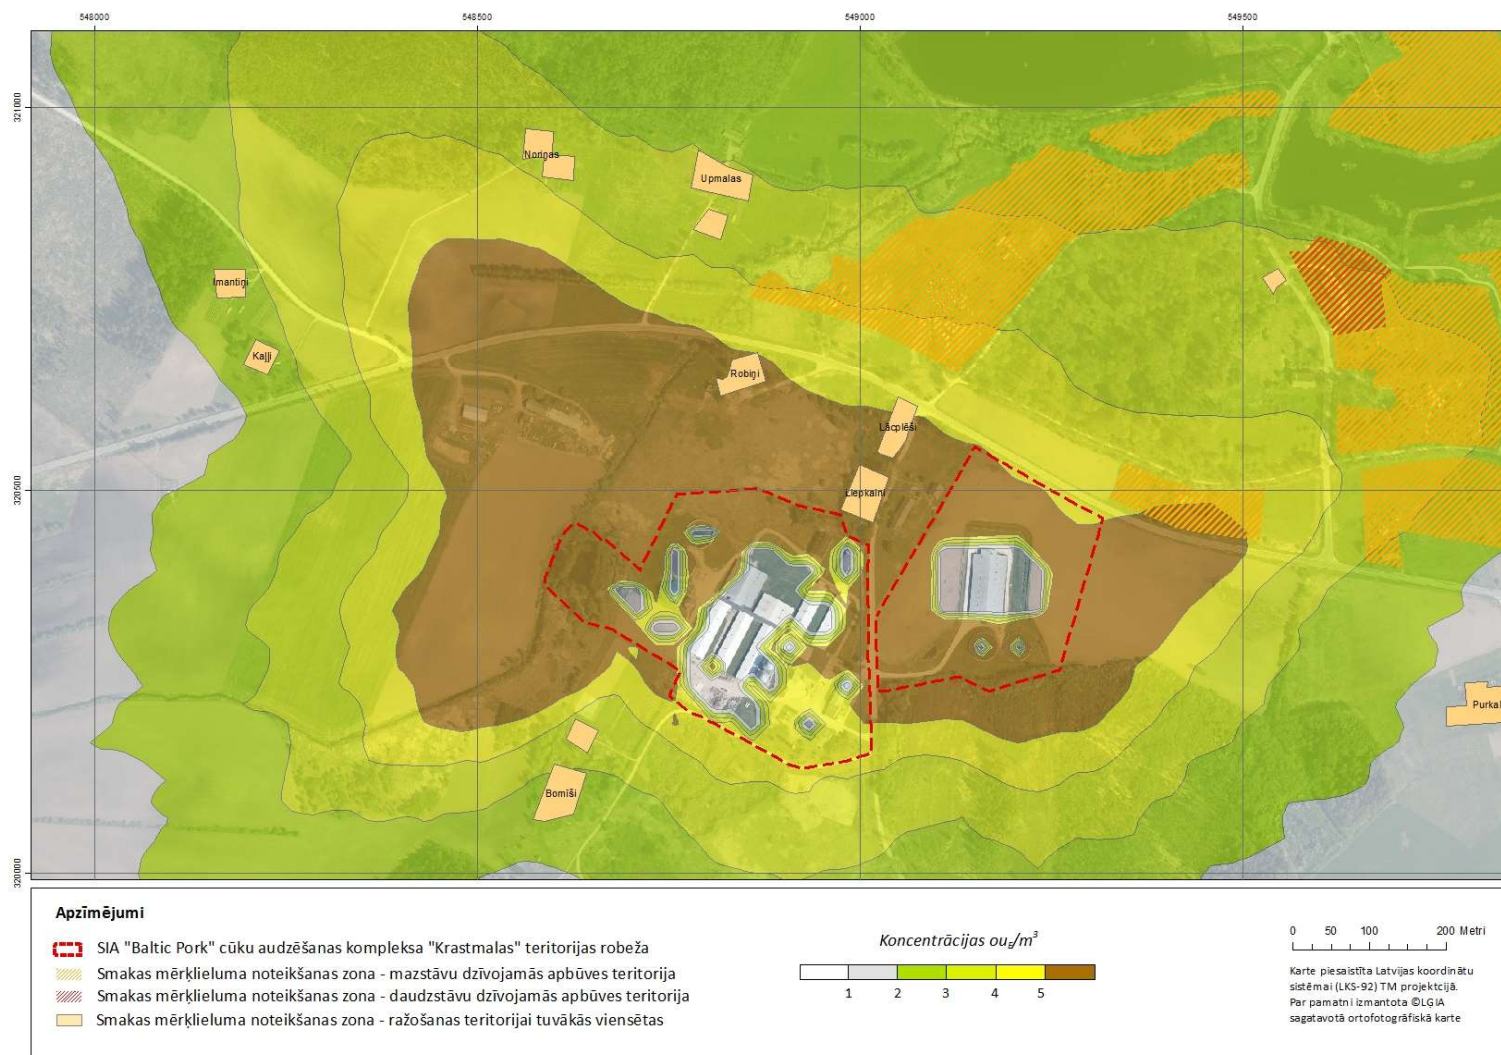 548000
548500
549000
549500
321000
320500
320000
Noriņas
Upmalas
Imantiņi
Kaļļi
Robiņi
Lācplēši
Liepkalni
Bomīši
Purkal
Apzīmējumi
SIA "Baltic Pork" cūku audzēšanas kompleksa "Krastmalas" teritorijas robeža
Smakas mērķlieluma noteikšanas zona - mazstāvu dzīvojamās apbūves teritorija
Smakas mērķlieluma noteikšanas zona - daudzstāvu dzīvojamās apbūves teritorija
Smakas mērķlieluma noteikšanas zona - ražošanas teritorijai tuvākās viensētas
Koncentrācijas ouE/m³
1 2 3 4 5
0 50 100 200 Metri
Karte piesaistīta Latvijas koordinātu
sistēmai (LKS-92) TM projekcijā.
Par pamatni izmantota ©LĢIA
sagatavotā ortofotogrāfiskā karte